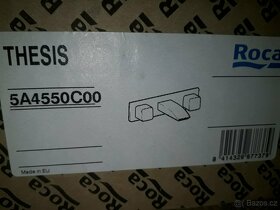 Roca
THESIS
Roca
5A4550C00
Made in EU
Bazos.cz